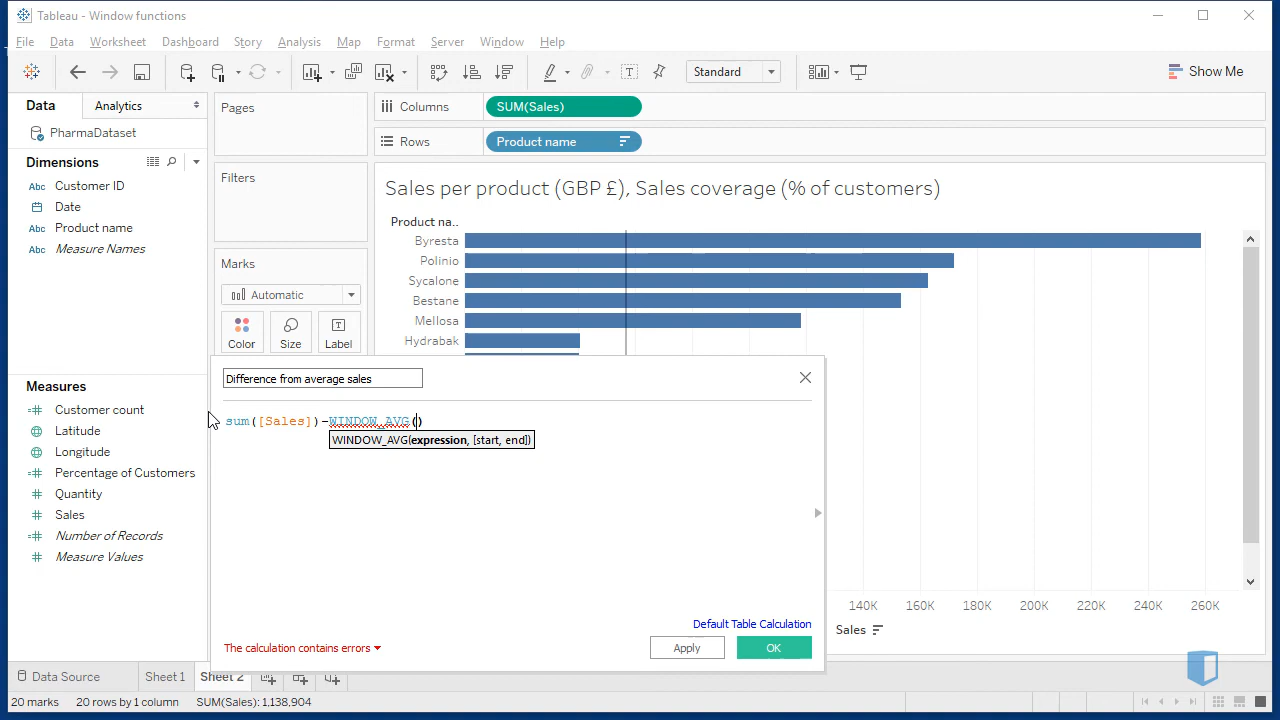 Tableau - Window functions
File Data Worksheet Dashboard Story Analysis Map Format Server Window Help
Standard
Show Me
Data Analytics
PharmaDataset
Dimensions
Abc Customer ID
Date
Abc Product name
Abc Measure Names
Measures
Customer count
Latitude
Longitude
Percentage of Customers
Quantity
Sales
Number of Records
Measure Values
Pages
Filters
Marks
Automatic
Color Size Label
Columns SUM(Sales)
Rows Product name
Sales per product (GBP £), Sales coverage (% of customers)
Product na..
Byresta
Polinio
Sycalone
Bestane
Mellosa
Hydrabak
140K 160K 180K 200K 220K 240K 260K
Sales
Difference from average sales
sum([Sales])-WINDOW_AVG()
WINDOW_AVG(expression, [start, end])
Default Table Calculation
The calculation contains errors
Apply OK
Data Source Sheet 1 Sheet 2
20 marks 20 rows by 1 column SUM(Sales): 1,138,904